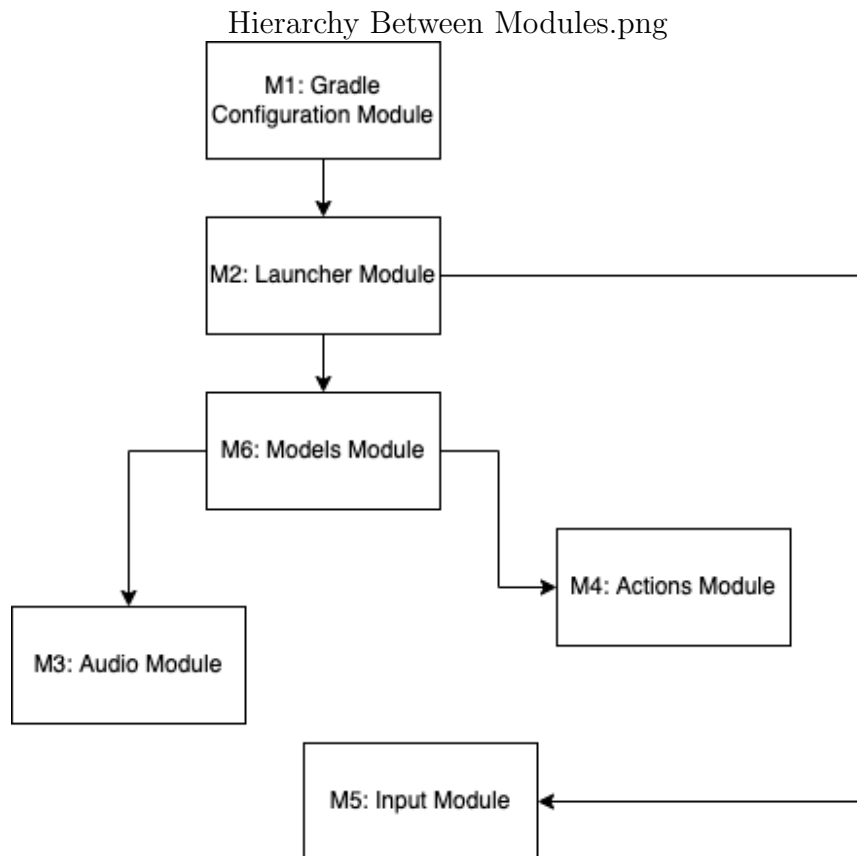 Hierarchy Between Modules.png
M1: Gradle
Configuration Module
M2: Launcher Module
M6: Models Module
M4: Actions Module
M3: Audio Module
M5: Input Module